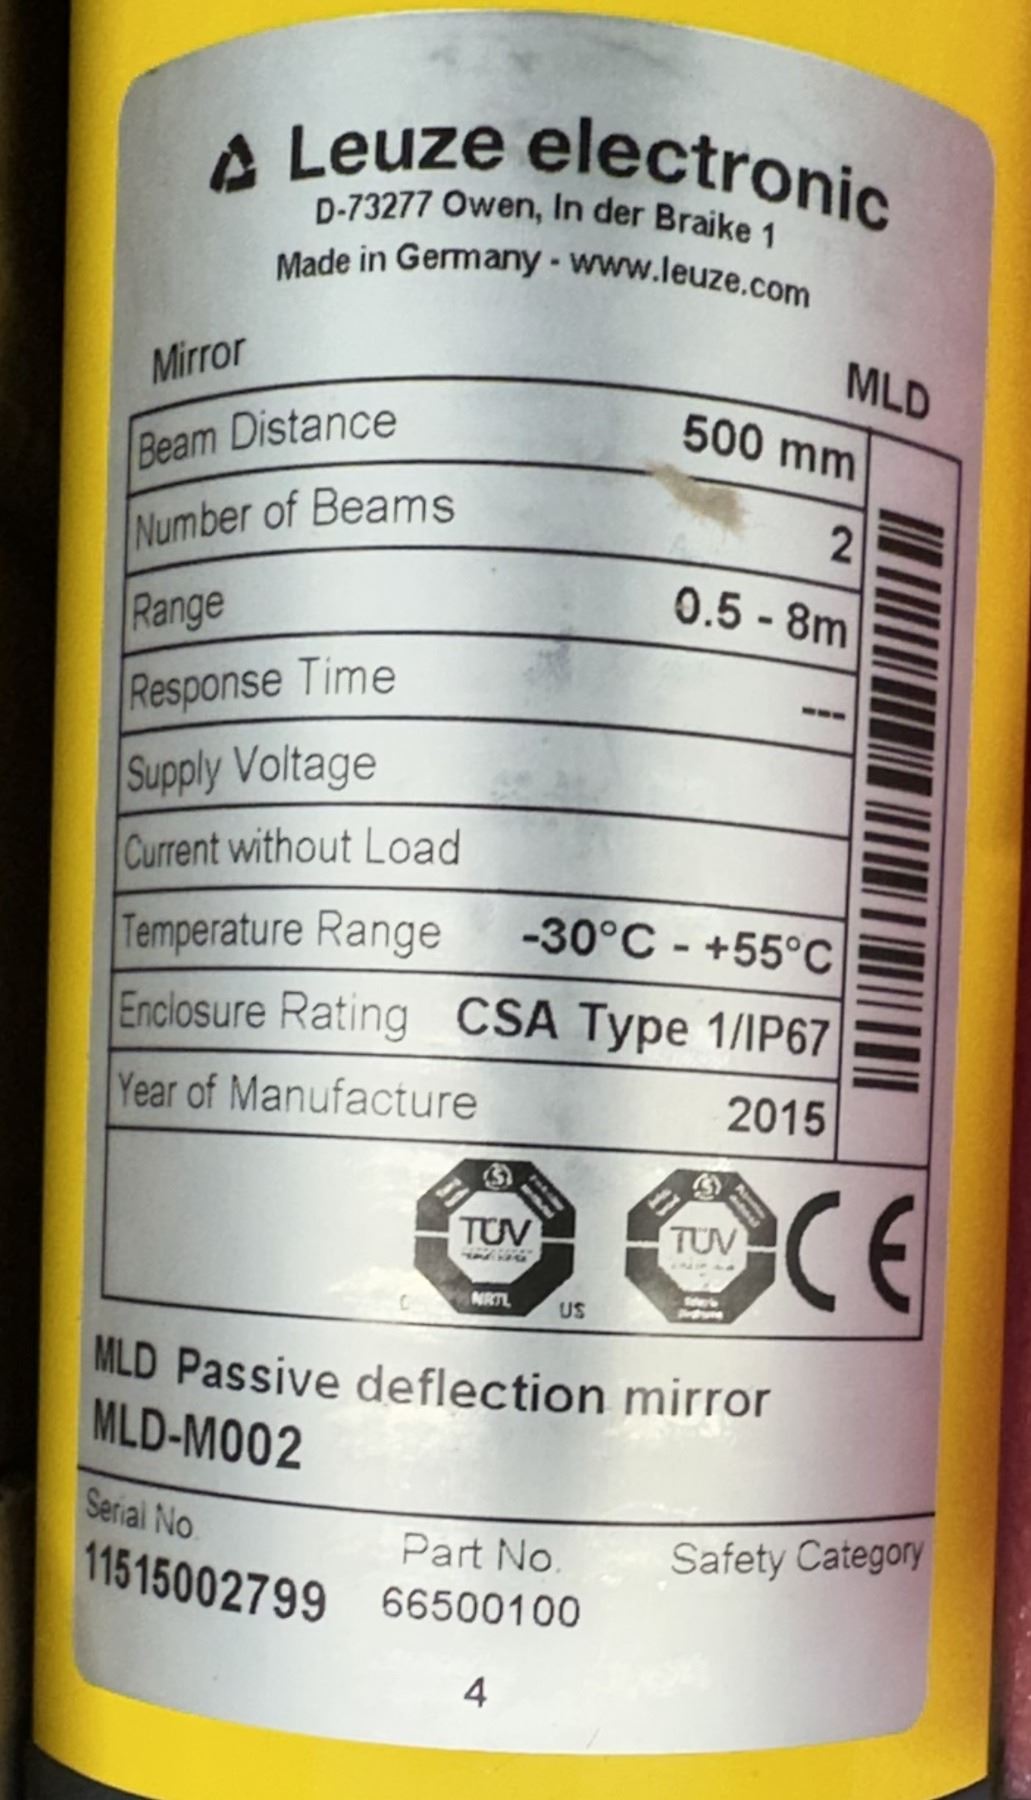 Leuze electronic
D-73277 Owen, In der Braike 1
Made in Germany - www.leuze.com
Mirror MLD
Beam Distance 500 mm
Number of Beams 2
Range 0.5 - 8m
Response Time ---
Supply Voltage
Current without Load
Temperature Range -30°C - +55°C
Enclosure Rating CSA Type 1/IP67
Year of Manufacture 2015
TÜV TÜV CE
NRTL
C US
MLD Passive deflection mirror
MLD-M002
Serial No. Part No. Safety Category
11515002799 66500100
4